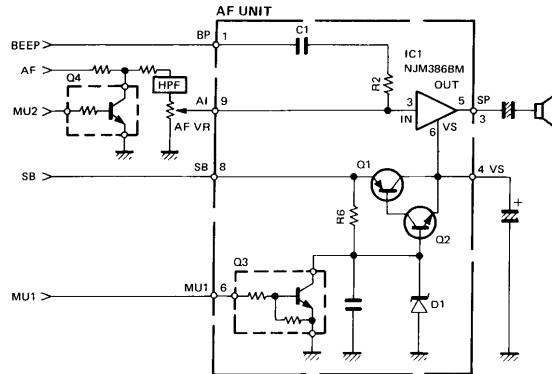 AF UNIT
BEEP
BP 1
C1
IC1
NJM386BM
OUT
AF
Q4
HPF
R2
MU2
AI 9
AF VR
3
IN
5
SP
3
6
VS
SB
SB 8
Q1
4 VS
+
R6
Q2
Q3
MU1
MU1 6
D1